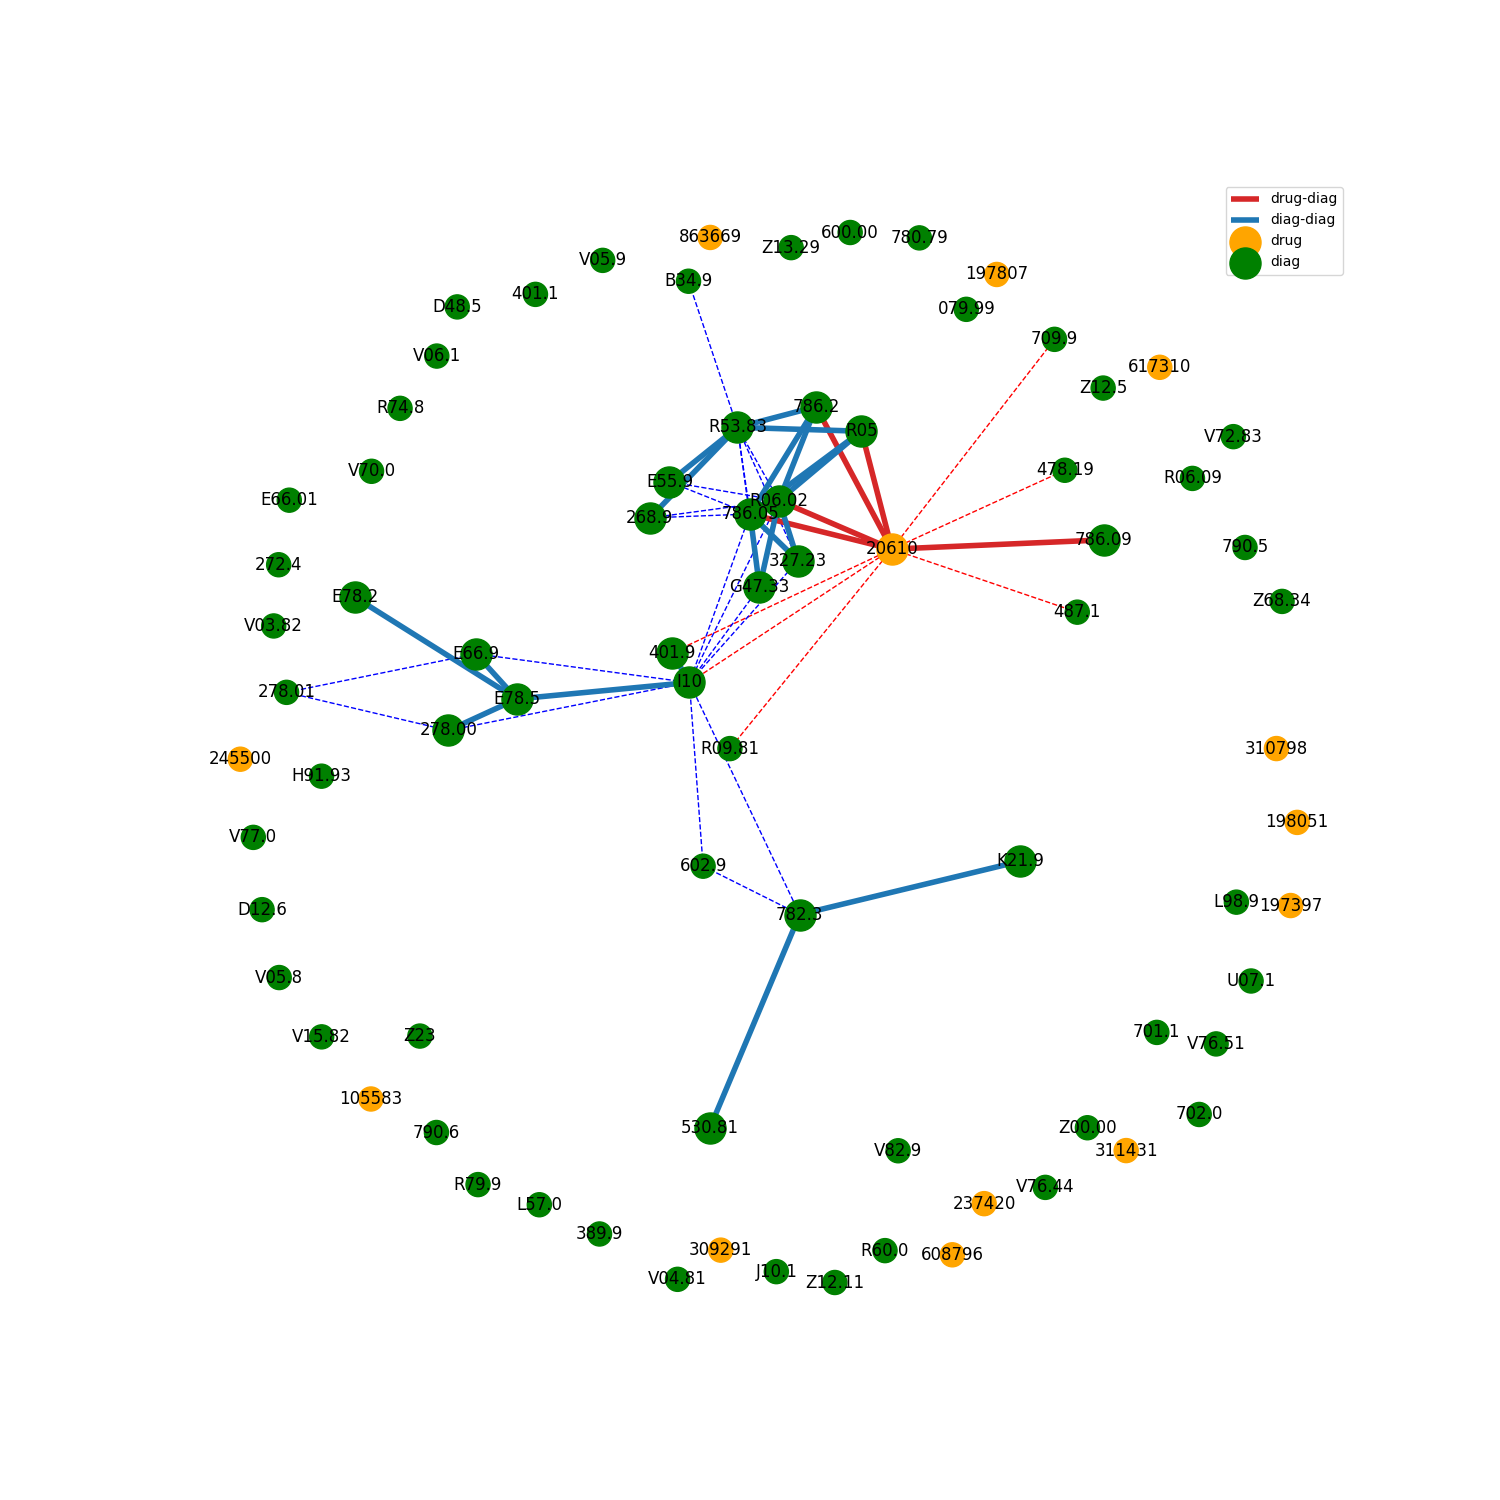 drug-diag
diag-diag
drug
diag
863669
Z13.29
600.00
780.79
V05.9
B34.9
197807
401.1
D48.5
079.99
709.9
V06.1
617310
Z12.5
R74.8
786.2
R53.83
R05
V72.83
V70.0
478.19
R06.09
E55.9
E66.01
R06.02
268.9
786.05
20610
786.09
790.5
272.4
327.23
G47.33
E78.2
Z68.34
487.1
V03.82
401.9
E66.9
I10
278.01
E78.5
278.00
R09.81
310798
245500
H91.93
198051
V77.0
602.9
K21.9
L98.9
197397
D12.6
782.3
V05.8
U07.1
V15.82
Z23
701.1
V76.51
105583
702.0
790.6
530.81
Z00.00
V82.9
311431
R79.9
V76.44
L57.0
237420
389.9
309291
R60.0
608796
V04.81
J10.1
Z12.11